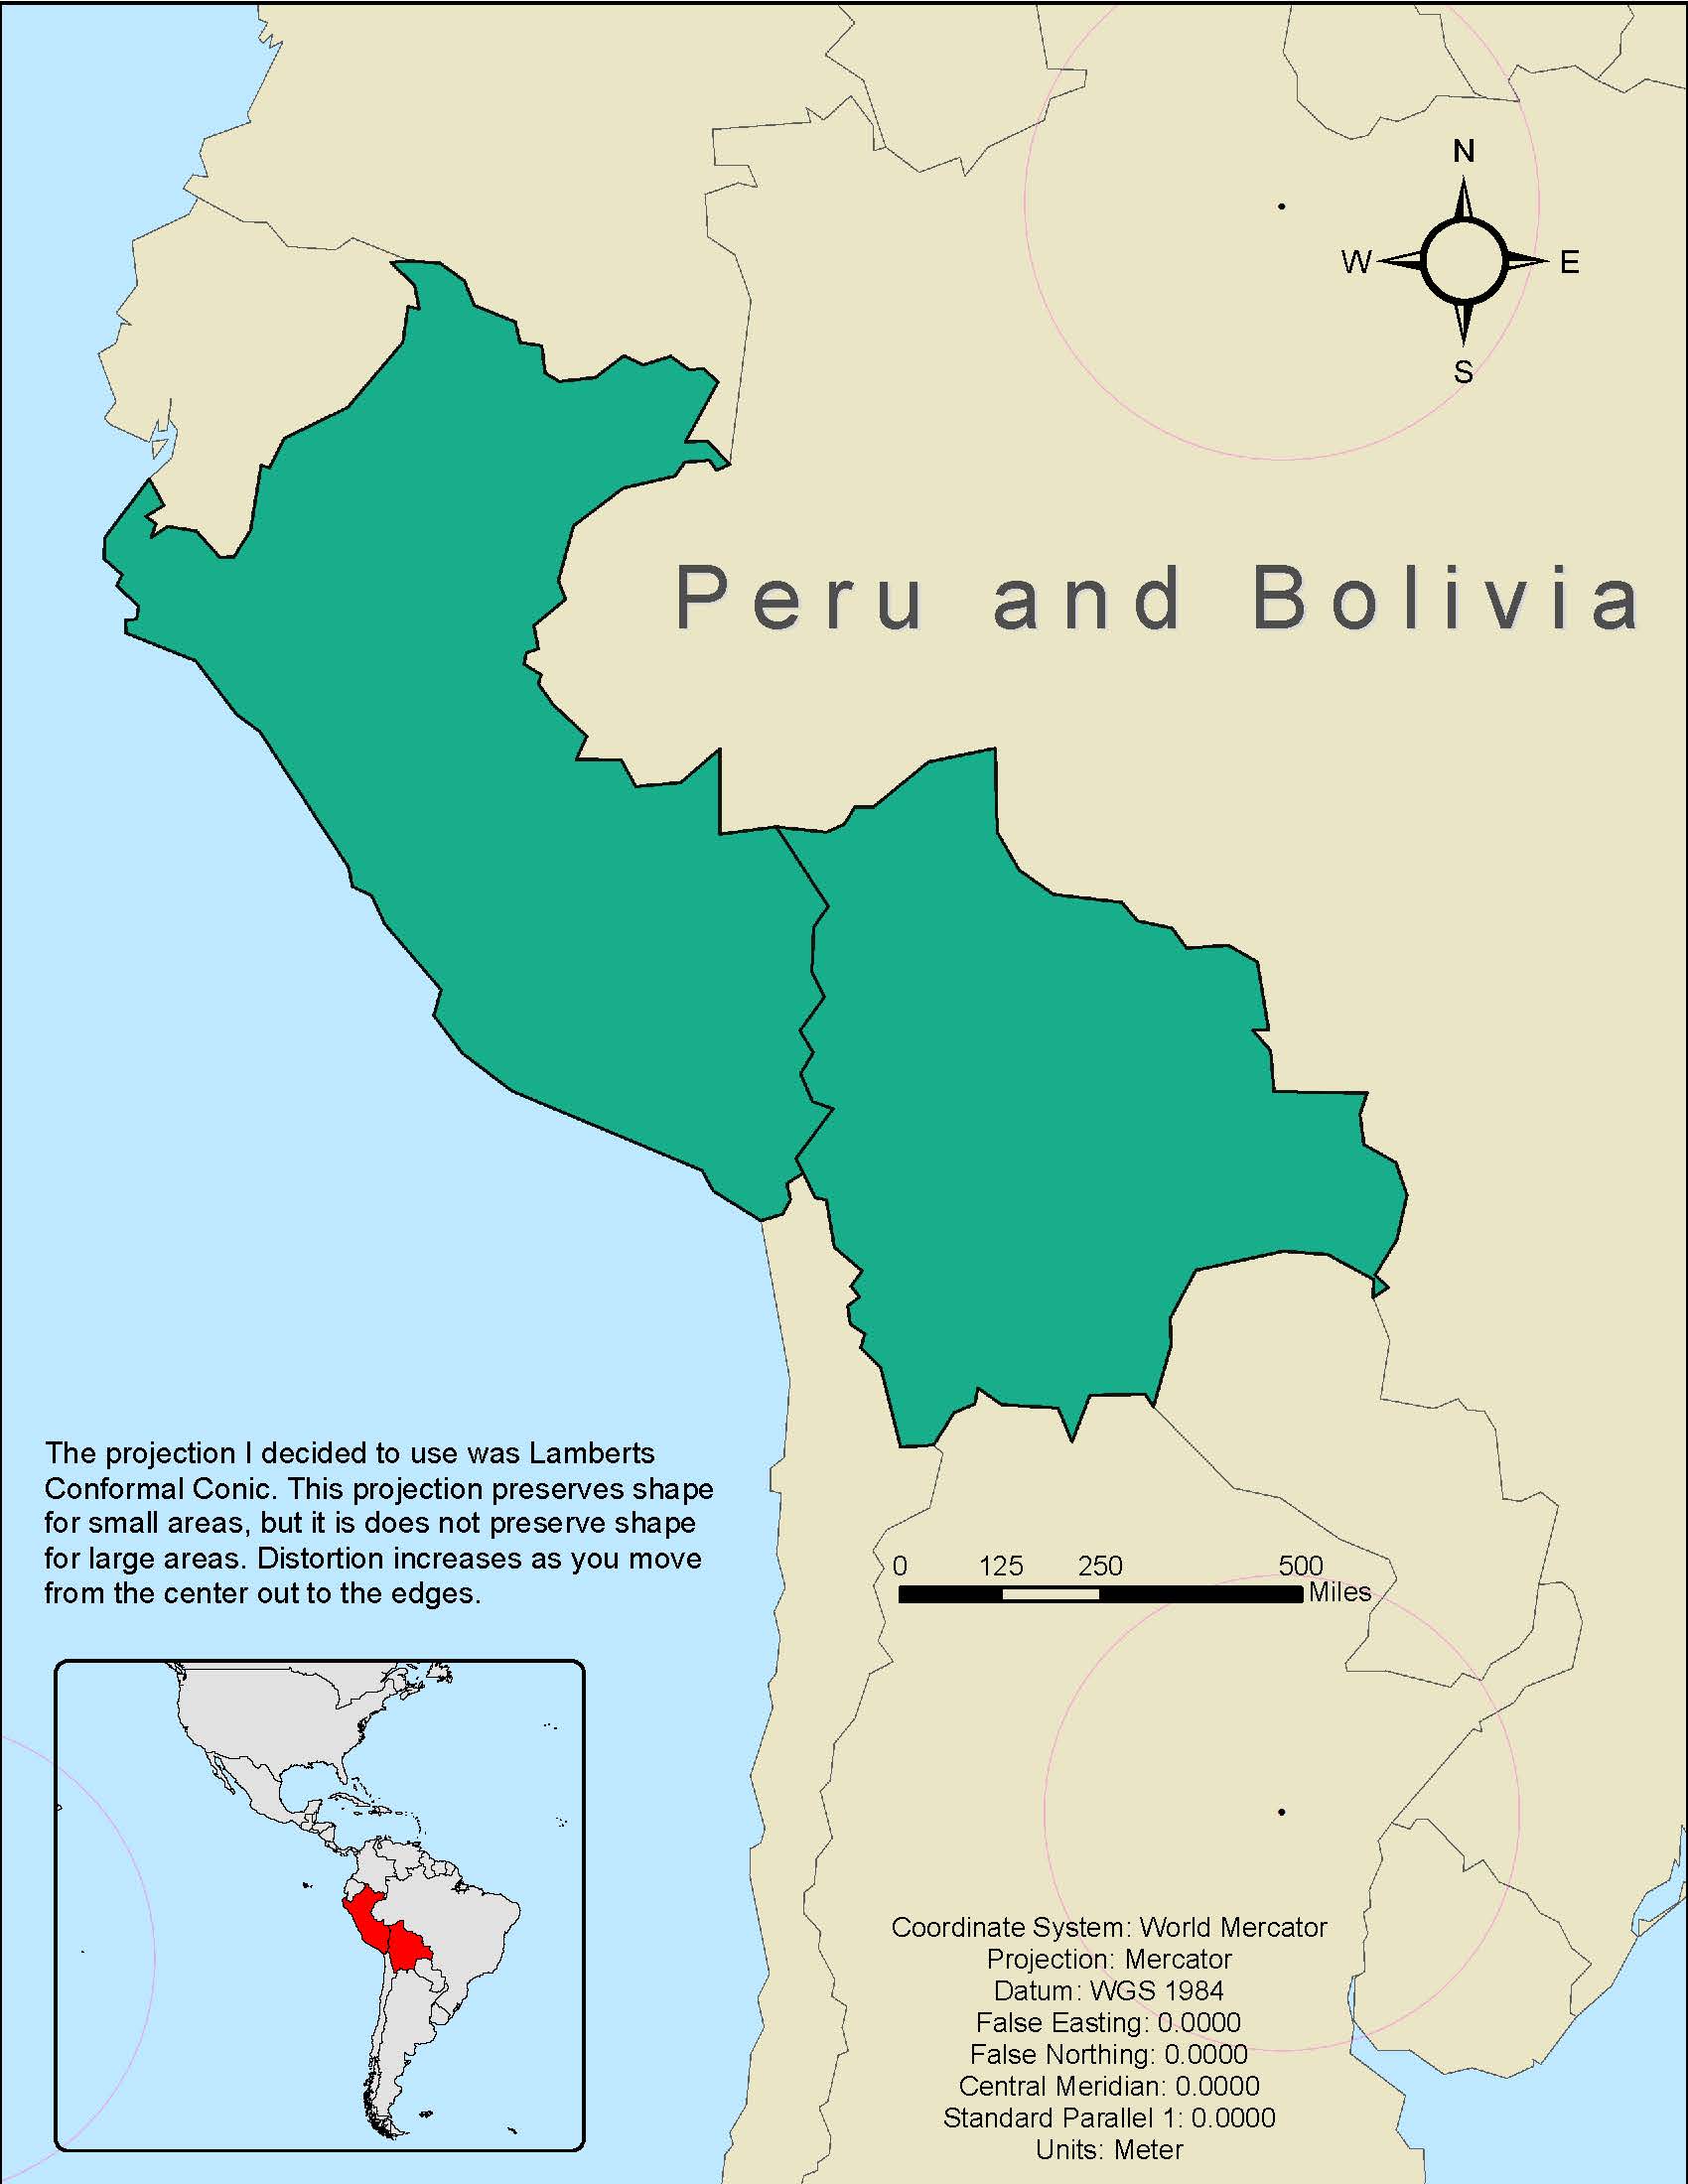 N
W
E
S
Peru and Bolivia
The projection I decided to use was Lamberts
Conformal Conic. This projection preserves shape
for small areas, but it is does not preserve shape
for large areas. Distortion increases as you move
from the center out to the edges.
0 125 250 500
Miles
Coordinate System: World Mercator
Projection: Mercator
Datum: WGS 1984
False Easting: 0.0000
False Northing: 0.0000
Central Meridian: 0.0000
Standard Parallel 1: 0.0000
Units: Meter